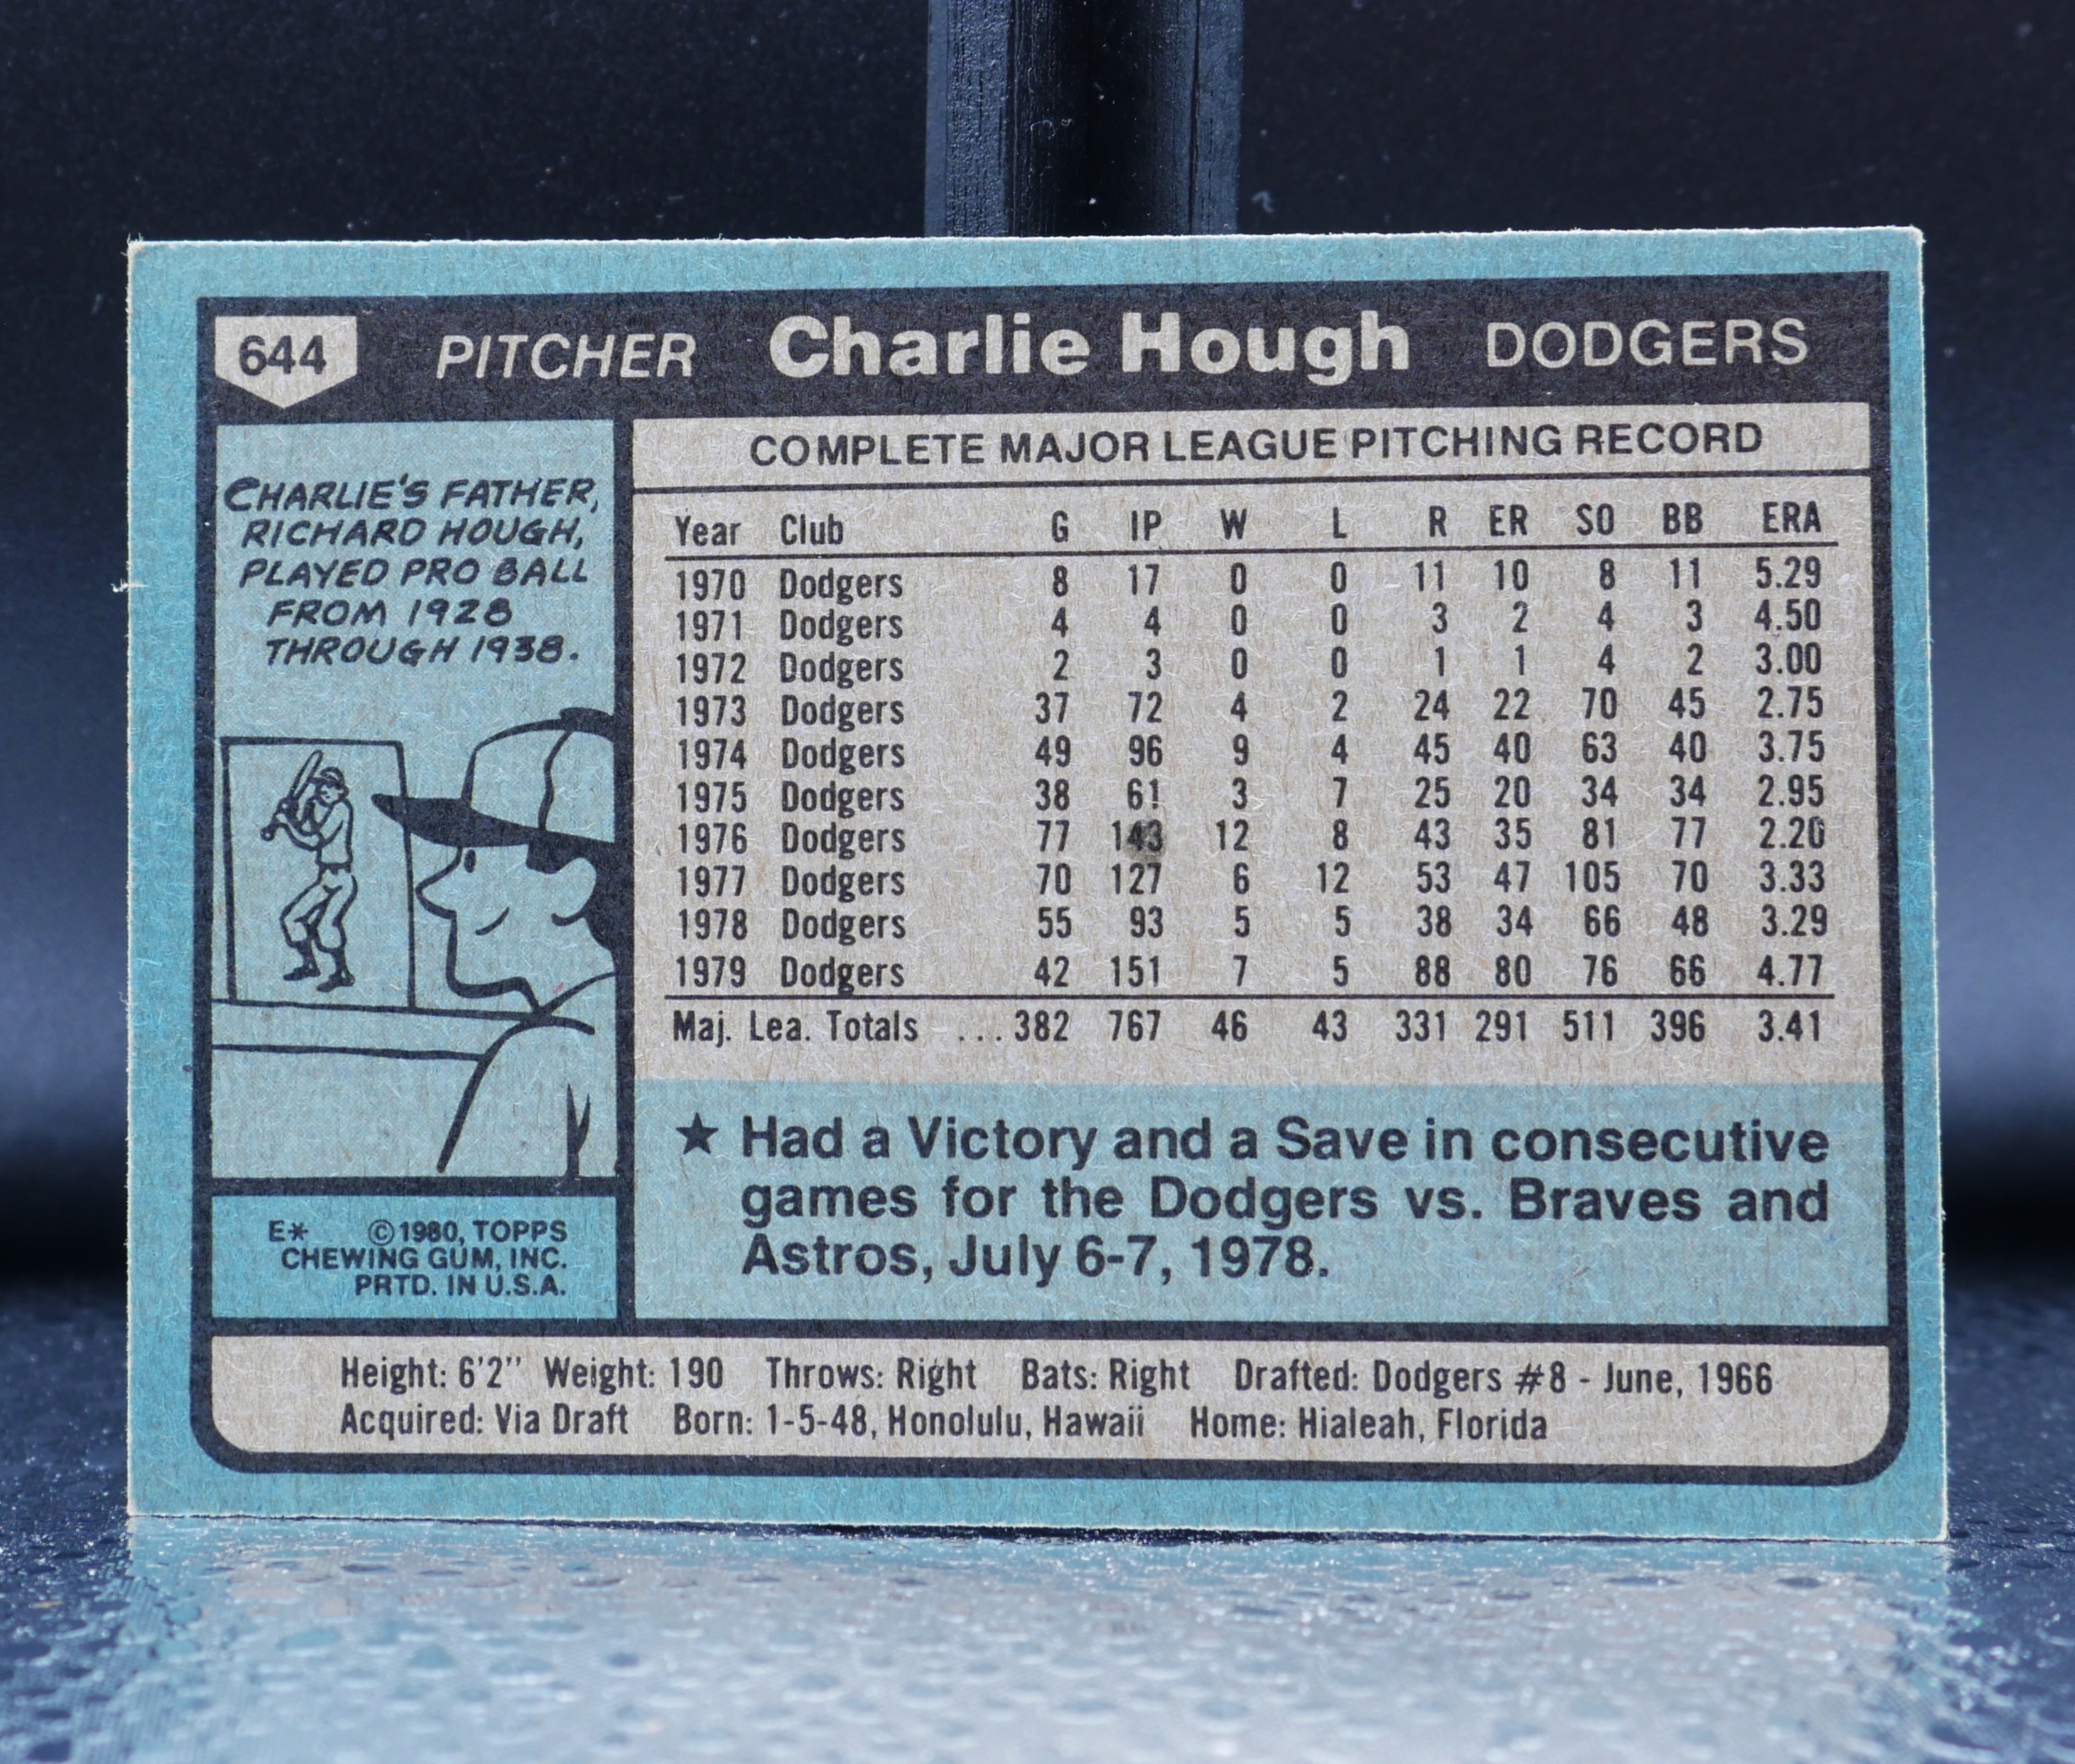 644 PITCHER Charlie Hough DODGERS
CHARLIE'S FATHER,
RICHARD HOUGH,
PLAYED PRO BALL
FROM 1928
THROUGH 1938.
COMPLETE MAJOR LEAGUE PITCHING RECORD
Year Club G IP W L R ER SO BB ERA
1970 Dodgers 8 17 0 0 11 10 8 11 5.29
1971 Dodgers 4 4 0 0 3 2 4 3 4.50
1972 Dodgers 2 3 0 0 1 1 4 2 3.00
1973 Dodgers 37 72 4 2 24 22 70 45 2.75
1974 Dodgers 49 96 9 4 45 40 63 40 3.75
1975 Dodgers 38 61 3 7 25 20 34 34 2.95
1976 Dodgers 77 143 12 8 43 35 81 77 2.20
1977 Dodgers 70 127 6 12 53 47 105 70 3.33
1978 Dodgers 55 93 5 5 38 34 66 48 3.29
1979 Dodgers 42 151 7 5 88 80 76 66 4.77
Maj. Lea. Totals ...382 767 46 43 331 291 511 396 3.41
★ Had a Victory and a Save in consecutive
games for the Dodgers vs. Braves and
Astros, July 6-7, 1978.
E* ©1980, TOPPS
CHEWING GUM, INC.
PRTD. IN U.S.A.
Height: 6'2" Weight: 190 Throws: Right Bats: Right Drafted: Dodgers #8 - June, 1966
Acquired: Via Draft Born: 1-5-48, Honolulu, Hawaii Home: Hialeah, Florida